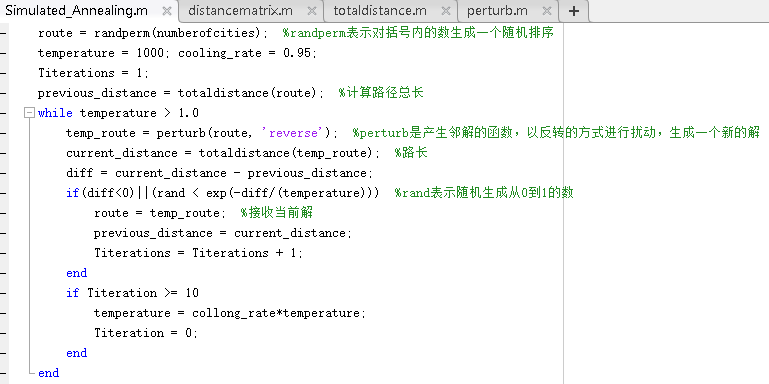 Simulated_Annealing.m × distancematrix.m × totaldistance.m × perturb.m × +
route = randperm(numberofcities); %randperm表示对括号内的数生成一个随机排序
temperature = 1000; cooling_rate = 0.95;
Titerations = 1;
previous_distance = totaldistance(route); %计算路径总长
while temperature > 1.0
temp_route = perturb(route, 'reverse'); %perturb是产生邻解的函数，以反转的方式进行扰动，生成一个新的解
current_distance = totaldistance(temp_route); %路长
diff = current_distance - previous_distance;
if(diff<0)||(rand < exp(-diff/(temperature))) %rand表示随机生成从0到1的数
route = temp_route; %接收当前解
previous_distance = current_distance;
Titerations = Titerations + 1;
end
if Titeration >= 10
temperature = collong_rate*temperature;
Titeration = 0;
end
end